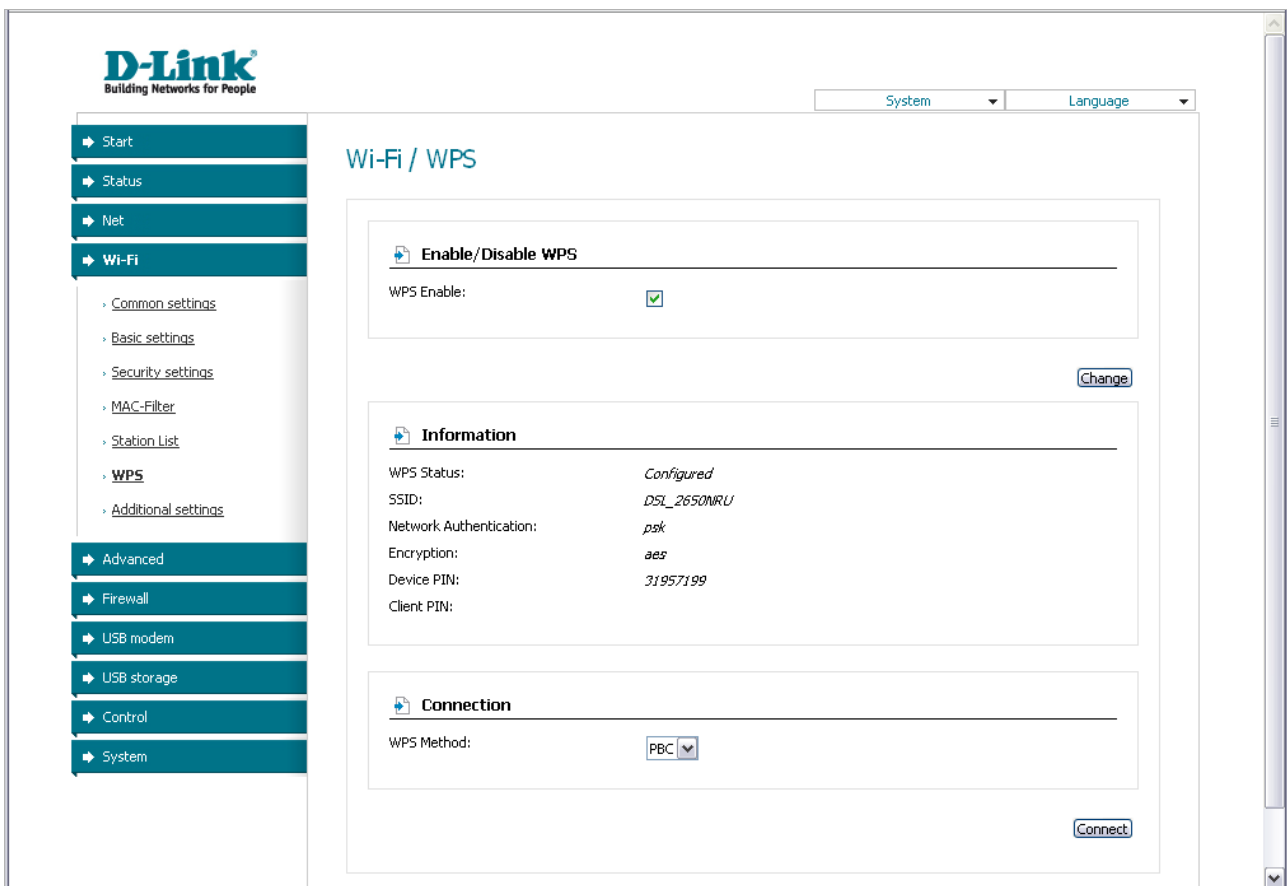 D-Link
Building Networks for People
System Language
Start
Status
Net
Wi-Fi
Common settings
Basic settings
Security settings
MAC-Filter
Station List
WPS
Additional settings
Advanced
Firewall
USB modem
USB storage
Control
System
Wi-Fi / WPS
Enable/Disable WPS
WPS Enable:
Change
Information
WPS Status: Configured
SSID: DSL_2650NRU
Network Authentication: psk
Encryption: aes
Device PIN: 31957199
Client PIN:
Connection
WPS Method: PBC
Connect